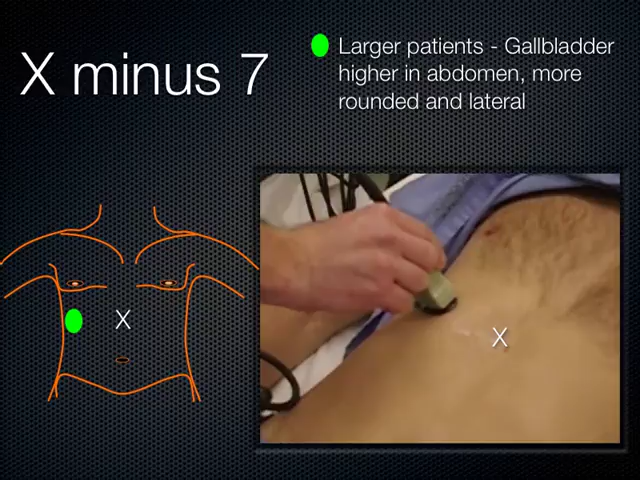 X minus 7
Larger patients - Gallbladder
higher in abdomen, more
rounded and lateral
X
X